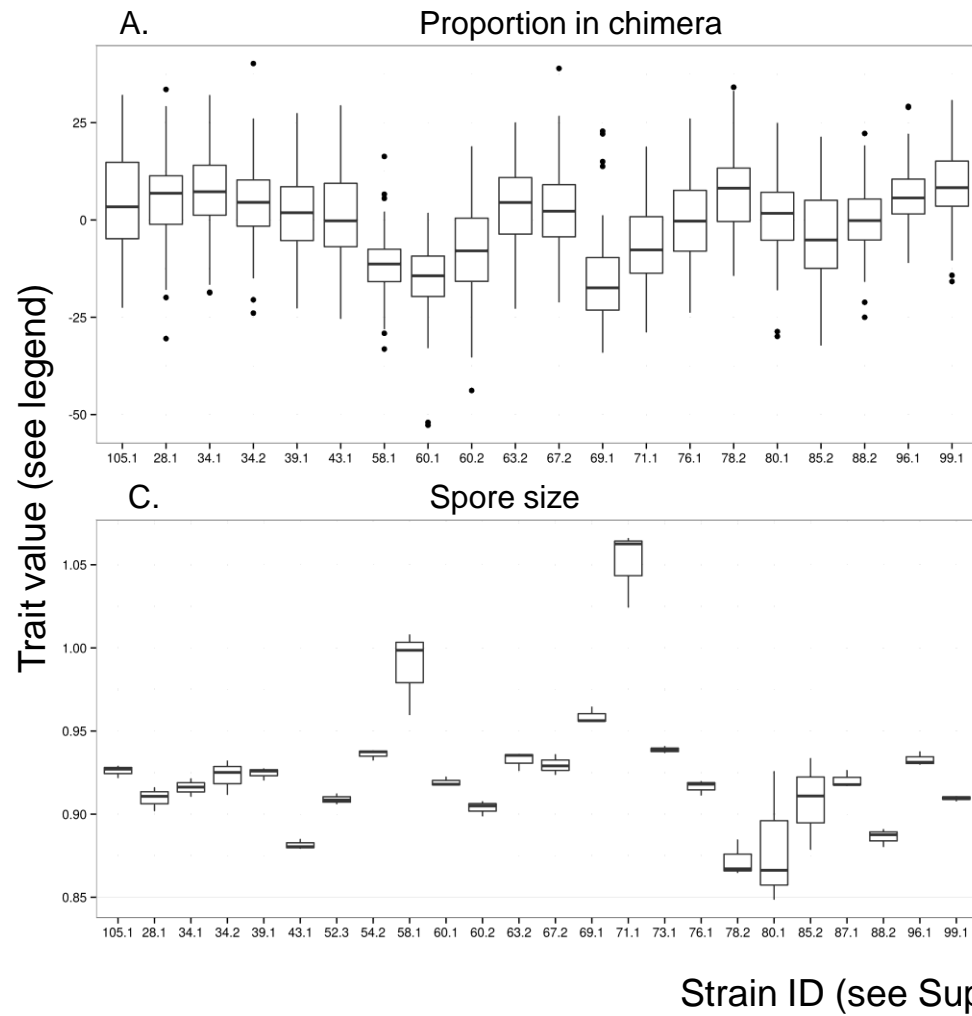 A. Proportion in chimera
25
0
-25
-50
105.1 28.1 34.1 34.2 39.1 43.1 58.1 60.1 60.2 63.2 67.2 69.1 71.1 76.1 78.2 80.1 85.2 88.2 96.1 99.1
Trait value (see legend)
C. Spore size
1.05
1.00
0.95
0.90
0.85
105.1 28.1 34.1 34.2 39.1 43.1 52.3 54.2 58.1 60.1 60.2 63.2 67.2 69.1 71.1 73.1 76.1 78.2 80.1 85.2 87.1 88.2 96.1 99.1
Strain ID (see Sup